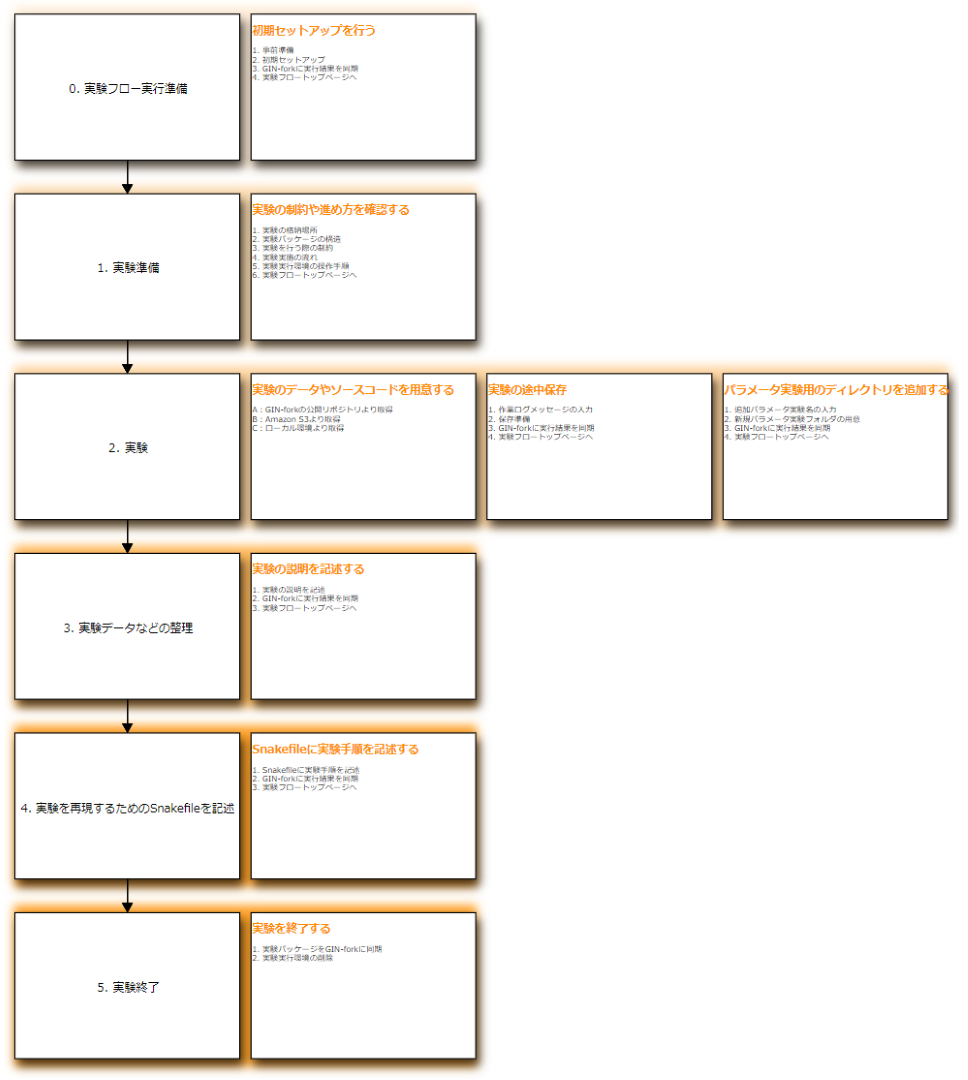 0. 実験フロー実行準備
初期セットアップを行う
1. 事前準備
2. 初期セットアップ
3. GIN-forkに実行結果を同期
4. 実験フロートップページへ
1. 実験準備
実験の制約や進め方を確認する
1. 実験の格納場所
2. 実験パッケージの構造
3. 実験を行う際の制約
4. 実験実施の流れ
5. 実験実行環境の操作手順
6. 実験フロートップページへ
2. 実験
実験のデータやソースコードを用意する
A：GIN-forkの公開リポジトリより取得
B：Amazon S3より取得
C：ローカル環境より取得
実験の途中保存
1. 作業ログメッセージの入力
2. 保存準備
3. GIN-forkに実行結果を同期
4. 実験フロートップページへ
パラメータ実験用のディレクトリを追加する
1. 追加パラメータ実験名の入力
2. 新規パラメータ実験フォルダの用意
3. GIN-forkに実行結果を同期
4. 実験フロートップページへ
3. 実験データなどの整理
実験の説明を記述する
1. 実験の説明を記述
2. GIN-forkに実行結果を同期
3. 実験フロートップページへ
4. 実験を再現するためのSnakefileを記述
Snakefileに実験手順を記述する
1. Snakefileに実験手順を記述
2. GIN-forkに実行結果を同期
3. 実験フロートップページへ
5. 実験終了
実験を終了する
1. 実験パッケージをGIN-forkに同期
2. 実験実行環境の削除